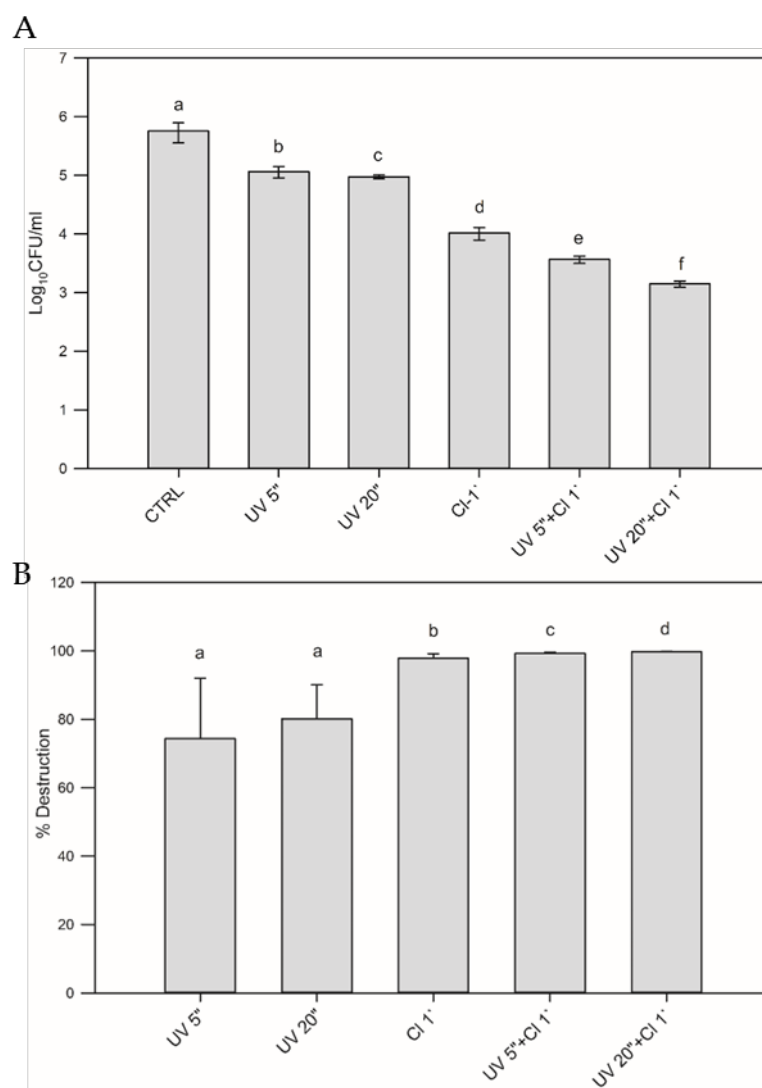 A
7
6
5
4
3
2
1
0
Log₁₀CFU/ml
a
b
c
d
e
f
CTRL
UV 5"
UV 20"
Cl-1`
UV 5"+Cl 1`
UV 20"+Cl 1`
B
120
100
80
60
40
20
0
% Destruction
a
a
b
c
d
UV 5"
UV 20"
Cl 1`
UV 5"+Cl 1`
UV 20"+Cl 1`